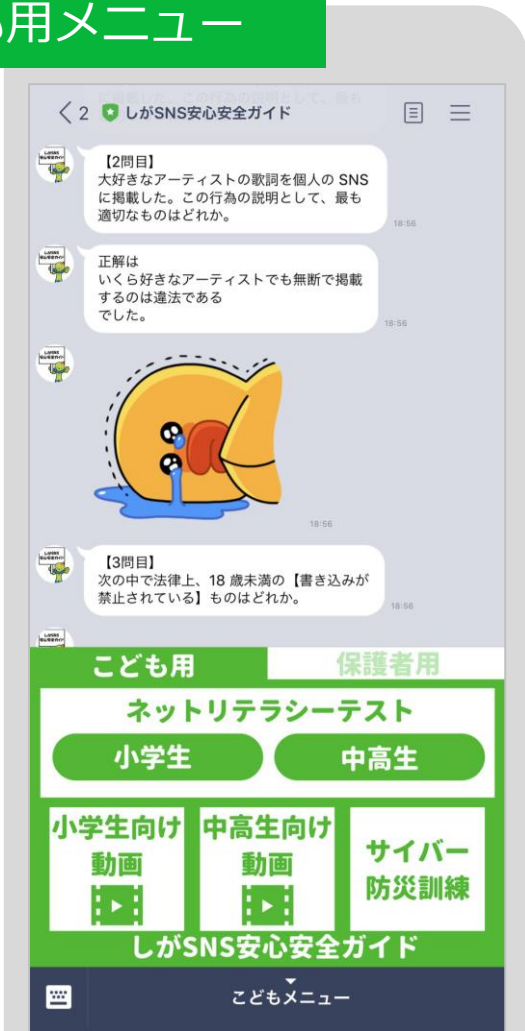 用メニュー
2 しがSNS安心安全ガイド
【2問目】
大好きなアーティストの歌詞を個人の SNS
に掲載した。この行為の説明として、最も
適切なものはどれか。
18:56
正解は
いくら好きなアーティストでも無断で掲載
するのは違法である
でした。
18:56
18:56
【3問目】
次の中で法律上、18 歳未満の【書き込みが
禁止されている】ものはどれか。
18:56
こども用
保護者用
ネットリテラシーテスト
小学生
中高生
小学生向け
動画
中高生向け
動画
サイバー
防災訓練
しがSNS安心安全ガイド
こどもメニュー